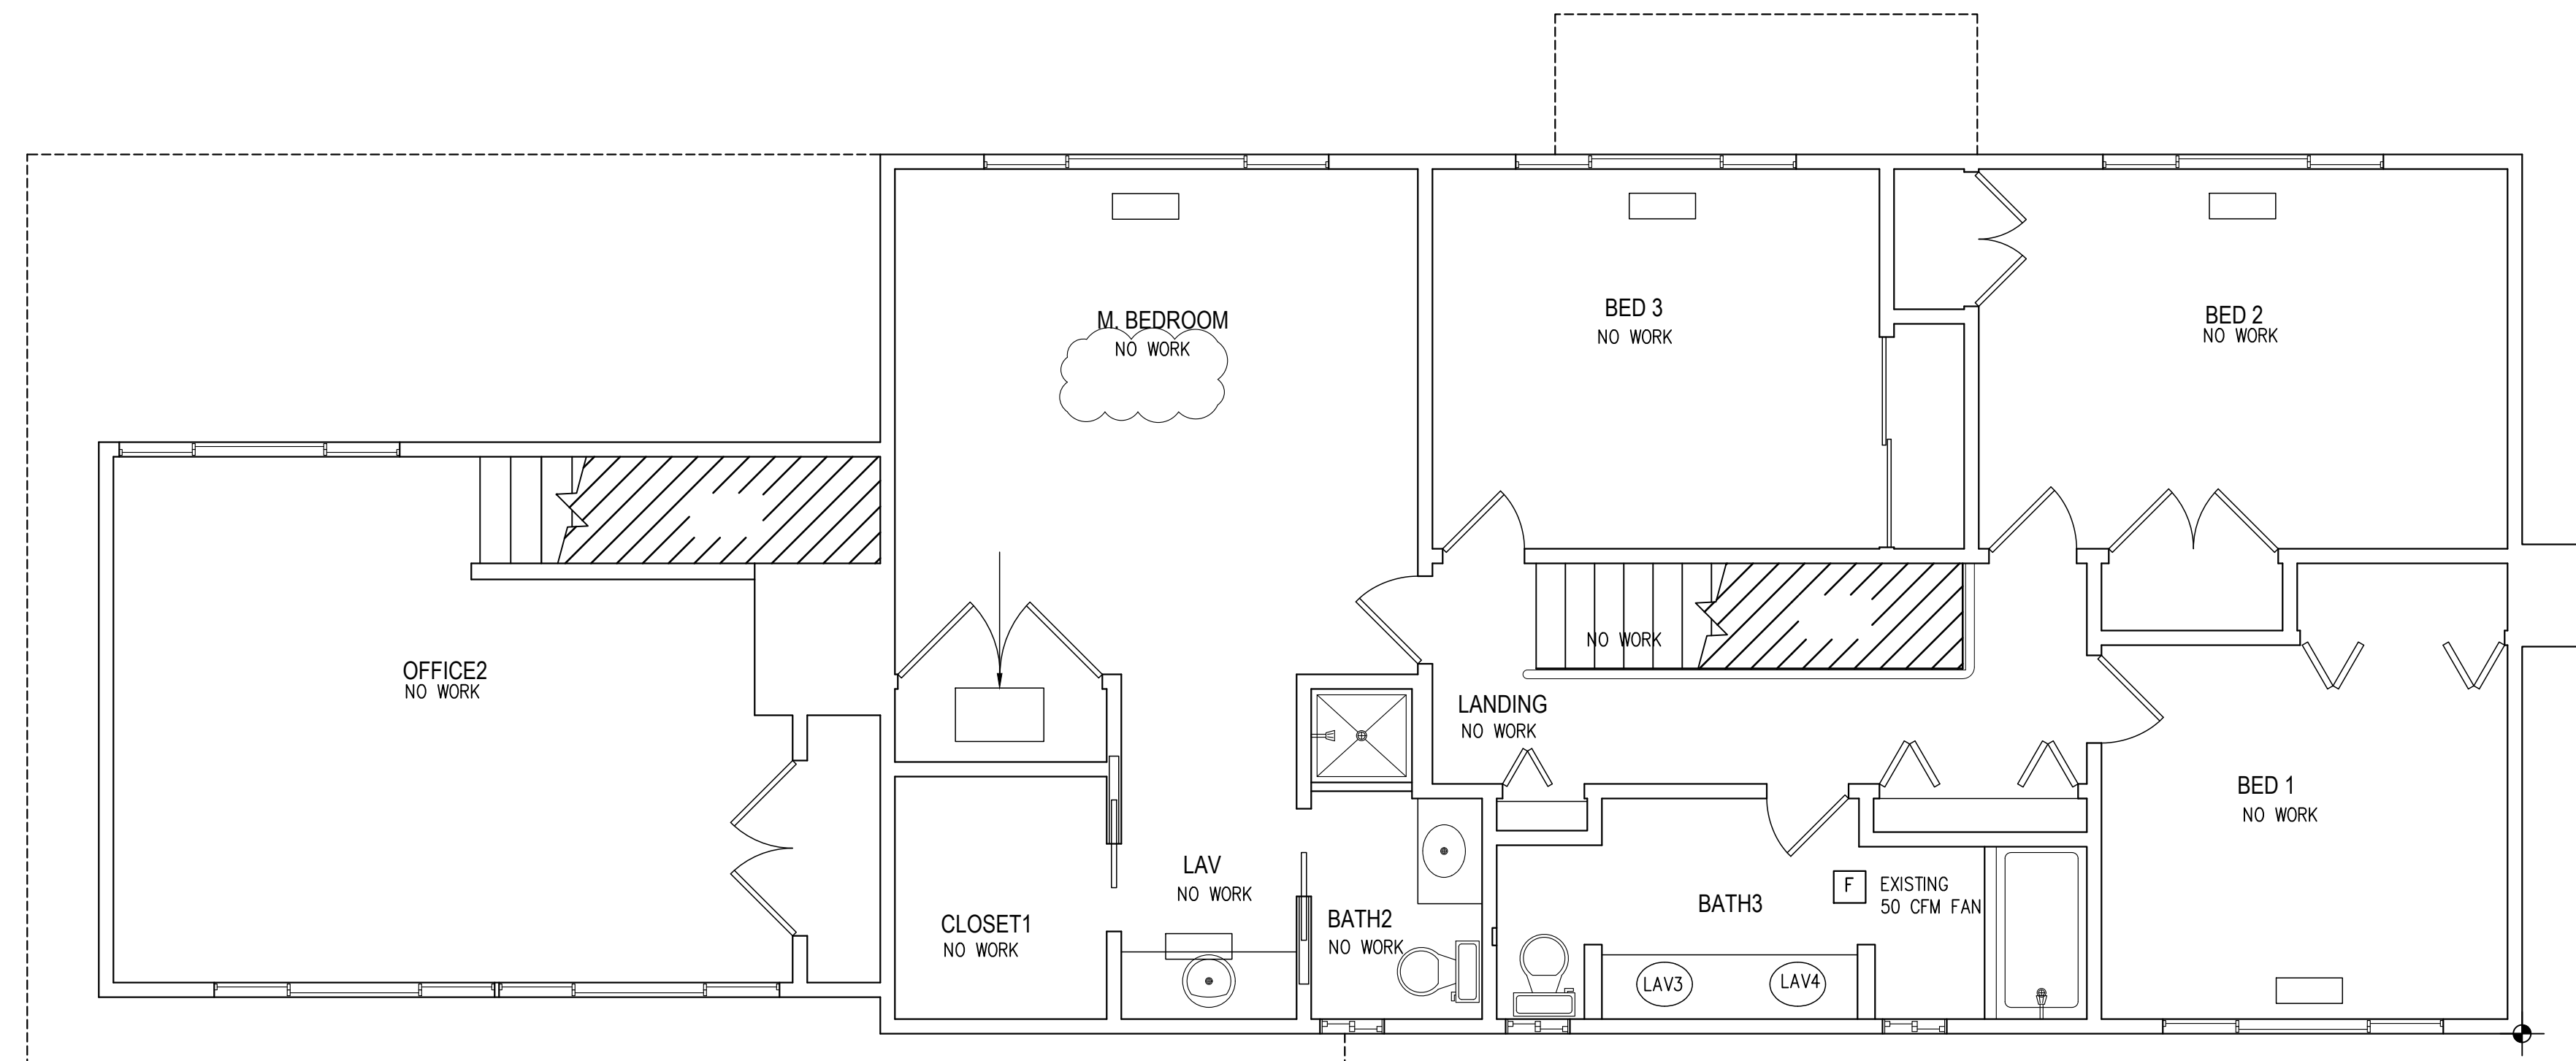 M. BEDROOM
NO WORK
BED 3
NO WORK
BED 2
NO WORK
OFFICE2
NO WORK
NO WORK
LANDING
NO WORK
BED 1
NO WORK
LAV
NO WORK
CLOSET1
NO WORK
BATH2
NO WORK
BATH3
F
EXISTING
50 CFM FAN
LAV3
LAV4